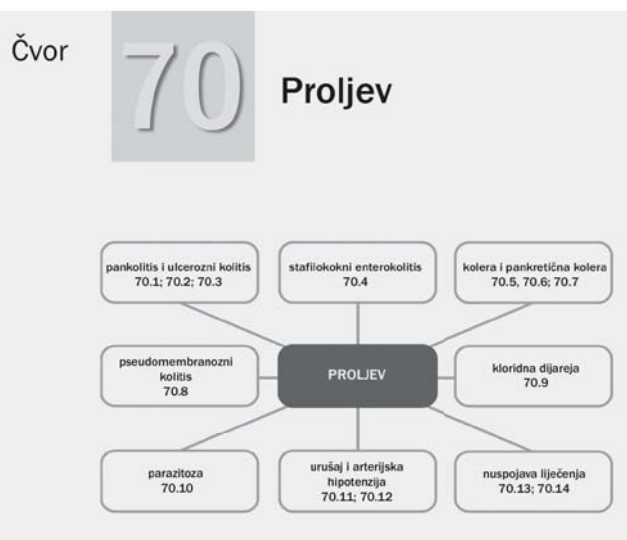 Čvor
70
Proljev
pankolitis i ulcerozni kolitis
70.1; 70.2; 70.3
stafilokokni enterokolitis
70.4
kolera i pankretična kolera
70.5, 70.6; 70.7
pseudomembranozni
kolitis
70.8
PROLJEV
kloridna dijareja
70.9
parazitoza
70.10
urušaj i arterijska
hipotenzija
70.11; 70.12
nuspojava liječenja
70.13; 70.14